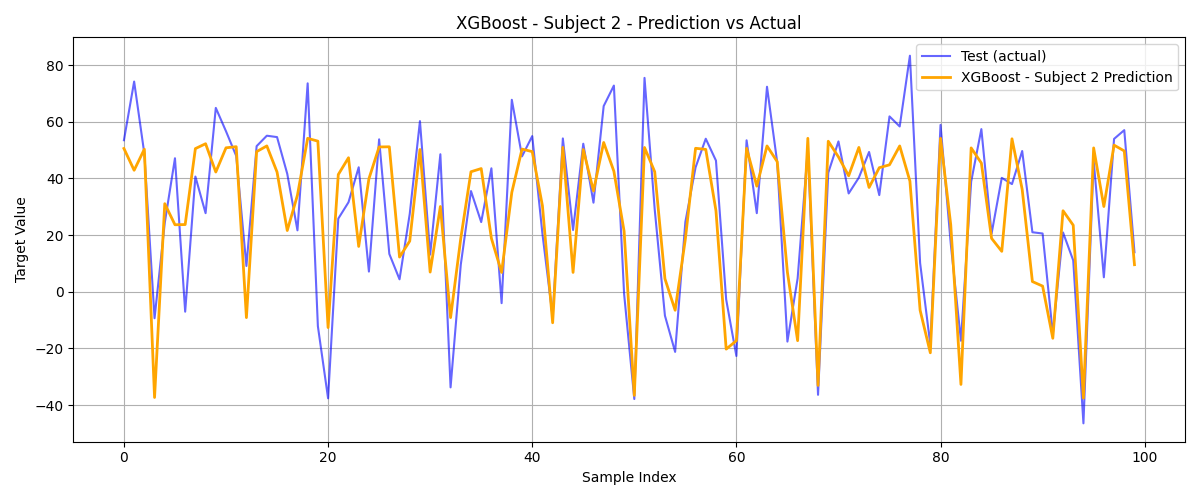 XGBoost - Subject 2 - Prediction vs Actual
Test (actual)
XGBoost - Subject 2 Prediction
Target Value
80
60
40
20
0
−20
−40
0 20 40 60 80 100
Sample Index